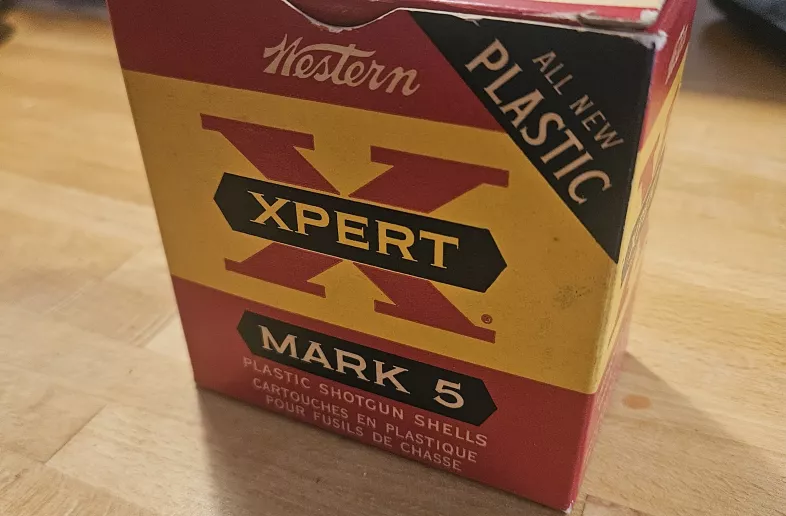 Western
ALL NEW
PLASTIC
X
XPERT
®
MARK 5
PLASTIC SHOTGUN SHELLS
CARTOUCHES EN PLASTIQUE
POUR FUSILS DE CHASSE